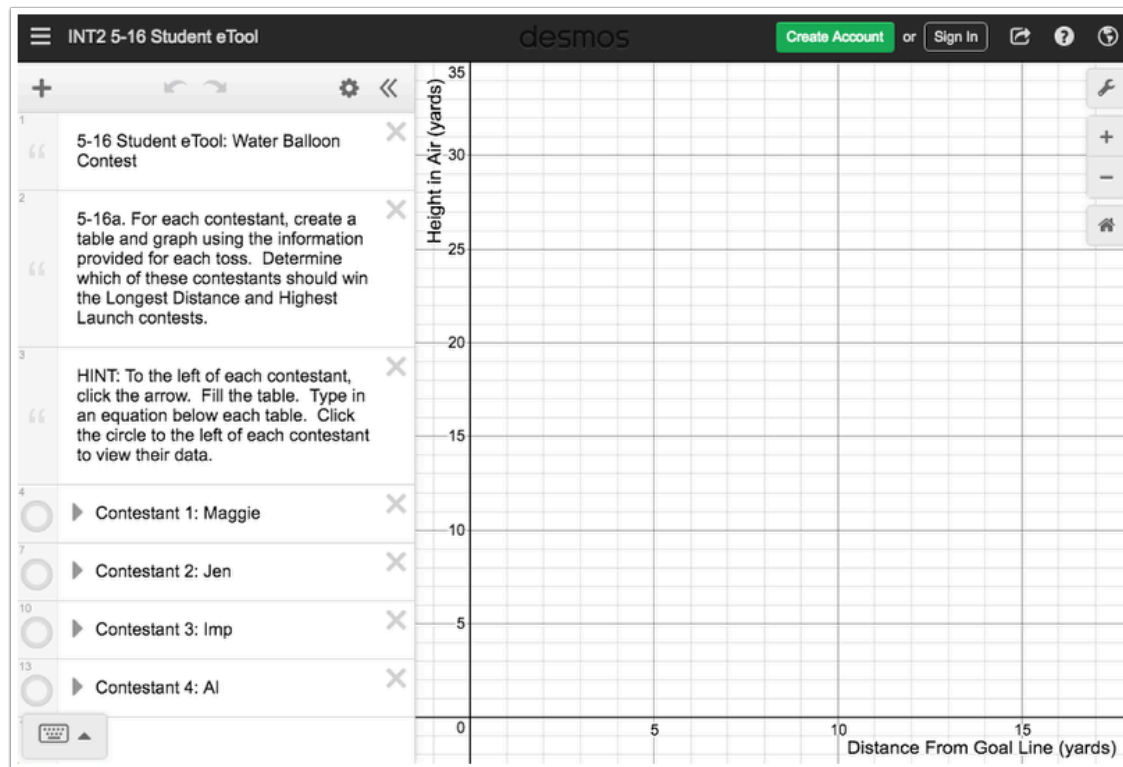 INT2 5-16 Student eTool
desmos
Create Account
or
Sign In
1
5-16 Student eTool: Water Balloon
Contest
2
5-16a. For each contestant, create a
table and graph using the information
provided for each toss. Determine
which of these contestants should win
the Longest Distance and Highest
Launch contests.
3
HINT: To the left of each contestant,
click the arrow. Fill the table. Type in
an equation below each table. Click
the circle to the left of each contestant
to view their data.
4
Contestant 1: Maggie
7
Contestant 2: Jen
10
Contestant 3: Imp
13
Contestant 4: Al
Height in Air (yards)
35
30
25
20
15
10
5
0
5
10
15
Distance From Goal Line (yards)